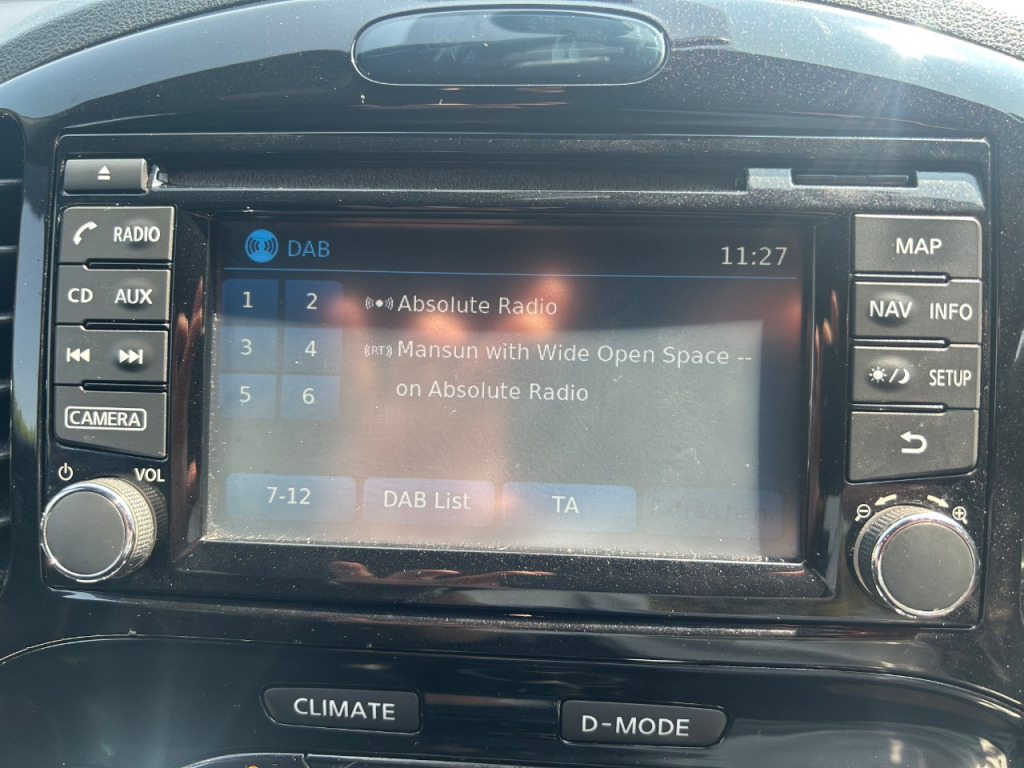 RADIO
CD AUX
CAMERA
VOL
DAB
11:27
1 2
3 4
5 6
Absolute Radio
(RT) Mansun with Wide Open Space --
on Absolute Radio
7-12
DAB List
TA
MAP
NAV INFO
SETUP
CLIMATE
D-MODE